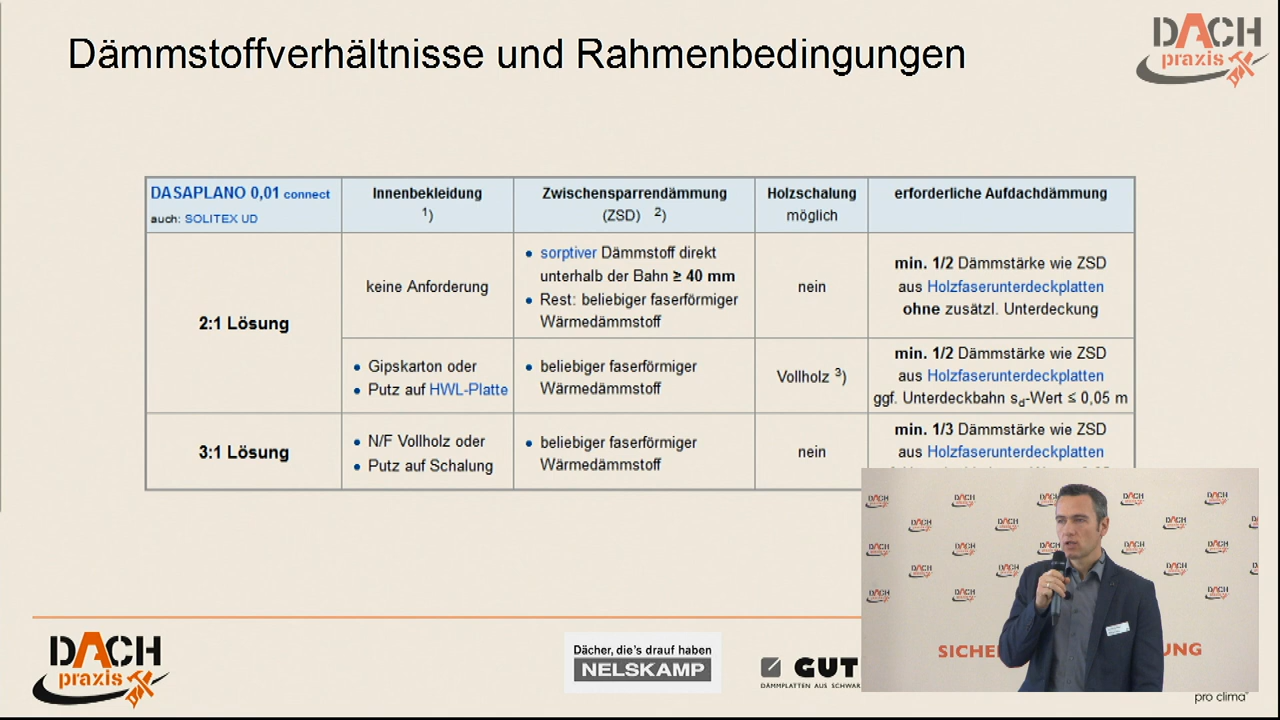 Dämmstoffverhältnisse und Rahmenbedingungen
DACH
praxis
DASAPLANO 0,01 connect
auch: SOLITEX UD
Innenbekleidung
1)
Zwischensparrendämmung
(ZSD) 2)
Holzschalung
möglich
erforderliche Aufdachdämmung
2:1 Lösung
keine Anforderung
• sorptiver Dämmstoff direkt
unterhalb der Bahn ≥ 40 mm
• Rest: beliebiger faserförmiger
Wärmedämmstoff
nein
min. 1/2 Dämmstärke wie ZSD
aus Holzfaserunterdeckplatten
ohne zusätzl. Unterdeckung
• Gipskarton oder
• Putz auf HWL-Platte
• beliebiger faserförmiger
Wärmedämmstoff
Vollholz 3)
min. 1/2 Dämmstärke wie ZSD
aus Holzfaserunterdeckplatten
ggf. Unterdeckbahn sd-Wert ≤ 0,05 m
3:1 Lösung
• N/F Vollholz oder
• Putz auf Schalung
• beliebiger faserförmiger
Wärmedämmstoff
nein
min. 1/3 Dämmstärke wie ZSD
aus Holzfaserunterdeckplatten
DACH
praxis
Dächer, die's drauf haben
NELSKAMP
GUT
DÄMMPLATTEN AUS SCHWAR
SICHE
UNG
pro clima